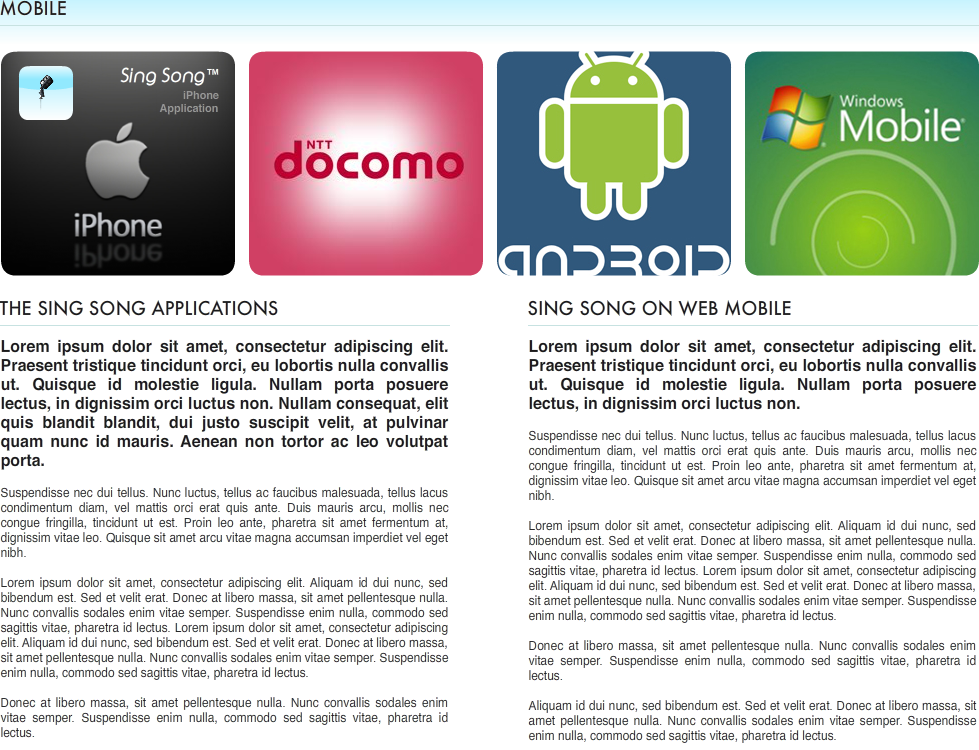 MOBILE
Sing Song™
iPhone
Application
iPhone
NTT
döcomo
ANDROID
Windows
Mobile
THE SING SONG APPLICATIONS
Lorem ipsum dolor sit amet, consectetur adipiscing elit.
Praesent tristique tincidunt orci, eu lobortis nulla convallis
ut. Quisque id molestie ligula. Nullam porta posuere
lectus, in dignissim orci luctus non. Nullam consequat, elit
quis blandit blandit, dui justo suscipit velit, at pulvinar
quam nunc id mauris. Aenean non tortor ac leo volutpat
porta.
Suspendisse nec dui tellus. Nunc luctus, tellus ac faucibus malesuada, tellus lacus
condimentum diam, vel mattis orci erat quis ante. Duis mauris arcu, mollis nec
congue fringilla, tincidunt ut est. Proin leo ante, pharetra sit amet fermentum at,
dignissim vitae leo. Quisque sit amet arcu vitae magna accumsan imperdiet vel eget
nibh.
Lorem ipsum dolor sit amet, consectetur adipiscing elit. Aliquam id dui nunc, sed
bibendum est. Sed et velit erat. Donec at libero massa, sit amet pellentesque nulla.
Nunc convallis sodales enim vitae semper. Suspendisse enim nulla, commodo sed
sagittis vitae, pharetra id lectus. Lorem ipsum dolor sit amet, consectetur adipiscing
elit. Aliquam id dui nunc, sed bibendum est. Sed et velit erat. Donec at libero massa,
sit amet pellentesque nulla. Nunc convallis sodales enim vitae semper. Suspendisse
enim nulla, commodo sed sagittis vitae, pharetra id lectus.
Donec at libero massa, sit amet pellentesque nulla. Nunc convallis sodales enim
vitae semper. Suspendisse enim nulla, commodo sed sagittis vitae, pharetra id
lectus.
SING SONG ON WEB MOBILE
Lorem ipsum dolor sit amet, consectetur adipiscing elit.
Praesent tristique tincidunt orci, eu lobortis nulla convallis
ut. Quisque id molestie ligula. Nullam porta posuere
lectus, in dignissim orci luctus non.
Suspendisse nec dui tellus. Nunc luctus, tellus ac faucibus malesuada, tellus lacus
condimentum diam, vel mattis orci erat quis ante. Duis mauris arcu, mollis nec
congue fringilla, tincidunt ut est. Proin leo ante, pharetra sit amet fermentum at,
dignissim vitae leo. Quisque sit amet arcu vitae magna accumsan imperdiet vel eget
nibh.
Lorem ipsum dolor sit amet, consectetur adipiscing elit. Aliquam id dui nunc, sed
bibendum est. Sed et velit erat. Donec at libero massa, sit amet pellentesque nulla.
Nunc convallis sodales enim vitae semper. Suspendisse enim nulla, commodo sed
sagittis vitae, pharetra id lectus. Lorem ipsum dolor sit amet, consectetur adipiscing
elit. Aliquam id dui nunc, sed bibendum est. Sed et velit erat. Donec at libero massa,
sit amet pellentesque nulla. Nunc convallis sodales enim vitae semper. Suspendisse
enim nulla, commodo sed sagittis vitae, pharetra id lectus.
Donec at libero massa, sit amet pellentesque nulla. Nunc convallis sodales enim
vitae semper. Suspendisse enim nulla, commodo sed sagittis vitae, pharetra id
lectus.
Aliquam id dui nunc, sed bibendum est. Sed et velit erat. Donec at libero massa, sit
amet pellentesque nulla. Nunc convallis sodales enim vitae semper. Suspendisse
enim nulla, commodo sed sagittis vitae, pharetra id lectus.